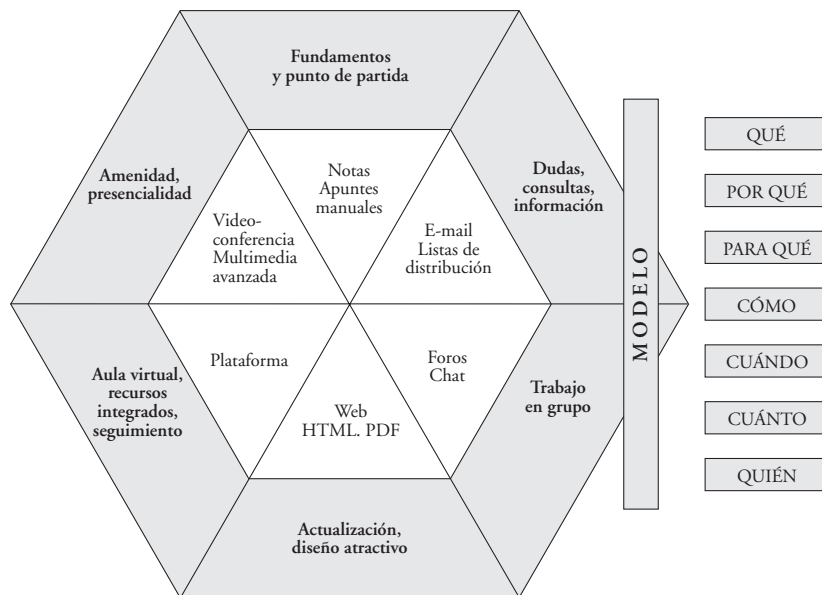 Fundamentos
y punto de partida
Amenidad,
presencialidad
Notas
Apuntes
manuales
Dudas,
consultas,
información
Video-
conferencia
Multimedia
avanzada
E-mail
Listas de
distribución
Plataforma
Foros
Chat
Aula virtual,
recursos
integrados,
seguimiento
Web
HTML. PDF
Trabajo
en grupo
Actualización,
diseño atractivo
MODELO
QUÉ
POR QUÉ
PARA QUÉ
CÓMO
CUÁNDO
CUÁNTO
QUIÉN